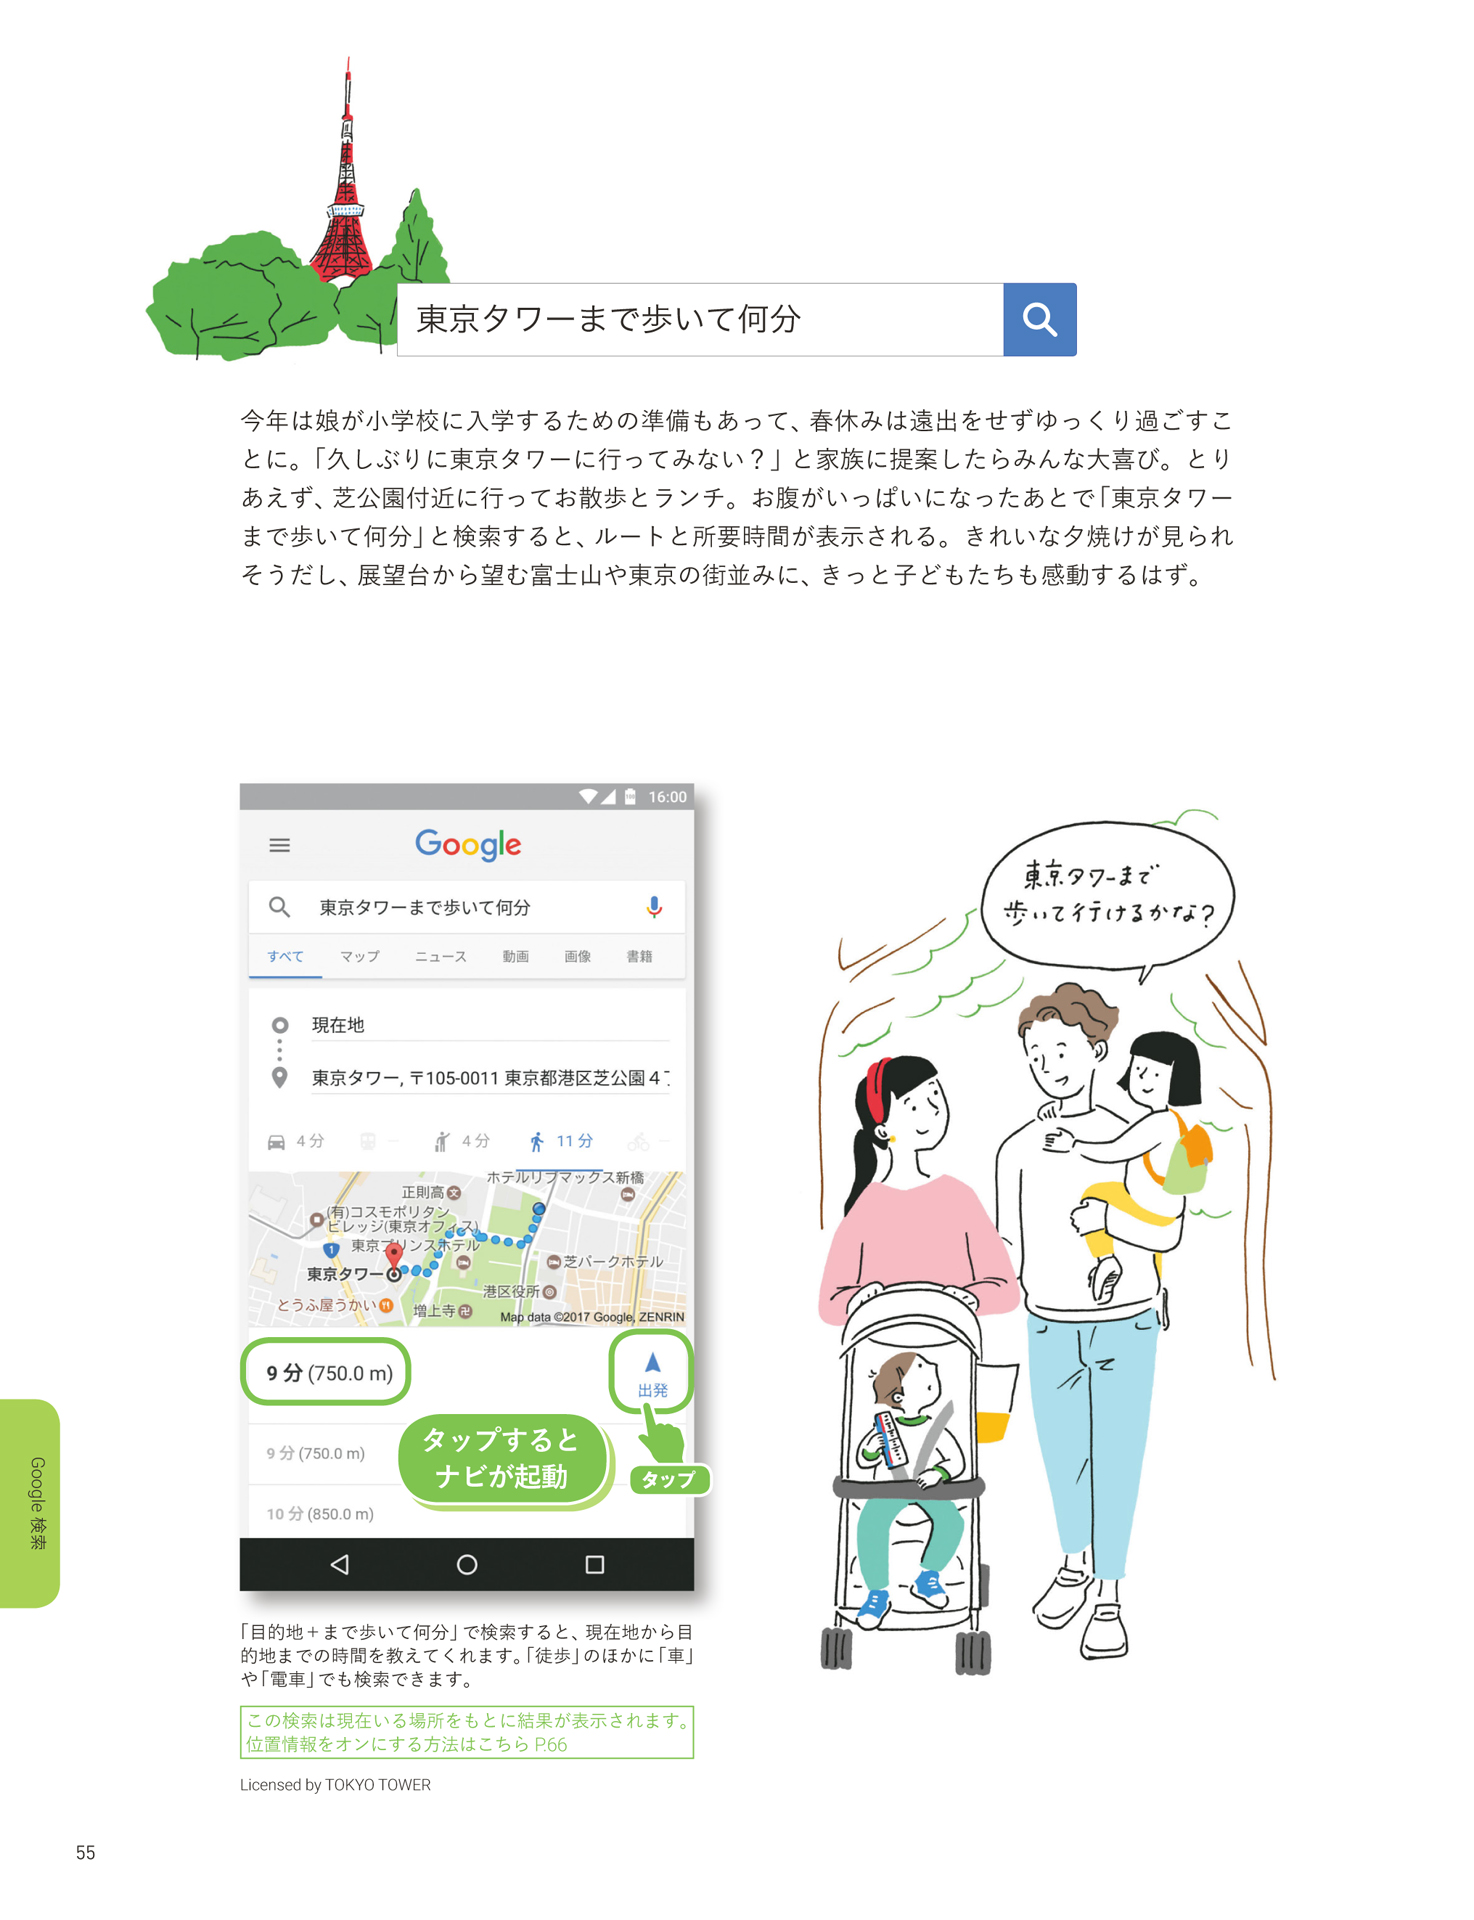 東京タワーまで歩いて何分
今年は娘が小学校に入学するための準備もあって、春休みは遠出をせずゆっくり過ごすこ
とに。「久しぶりに東京タワーに行ってみない？」と家族に提案したらみんな大喜び。とり
あえず、芝公園付近に行ってお散歩とランチ。お腹がいっぱいになったあとで「東京タワー
まで歩いて何分」と検索すると、ルートと所要時間が表示される。きれいな夕焼けが見られ
そうだし、展望台から望む富士山や東京の街並みに、きっと子どもたちも感動するはず。
16:00
Google
東京タワーまで歩いて何分
すべて マップ ニュース 動画 画像 書籍
現在地
東京タワー, 〒105-0011 東京都港区芝公園４
4 分 4 分 11 分
ホテルリブマックス新橋
正則高
(有)コスモポリタン
ビレッジ(東京オフィス)
東京プリンスホテル
1
芝パークホテル
東京タワー
港区役所
とうふ屋うかい
増上寺
Map data ©2017 Google, ZENRIN
9 分 (750.0 m)
出発
タップすると
ナビが起動
タップ
9 分 (750.0 m)
10 分 (850.0 m)
東京タワーまで
歩いて行けるかな？
「目的地＋まで歩いて何分」で検索すると、現在地から目
的地までの時間を教えてくれます。「徒歩」のほかに「車」
や「電車」でも検索できます。
この検索は現在いる場所をもとに結果が表示されます。
位置情報をオンにする方法はこちら P.66
Licensed by TOKYO TOWER
Google 検索
55